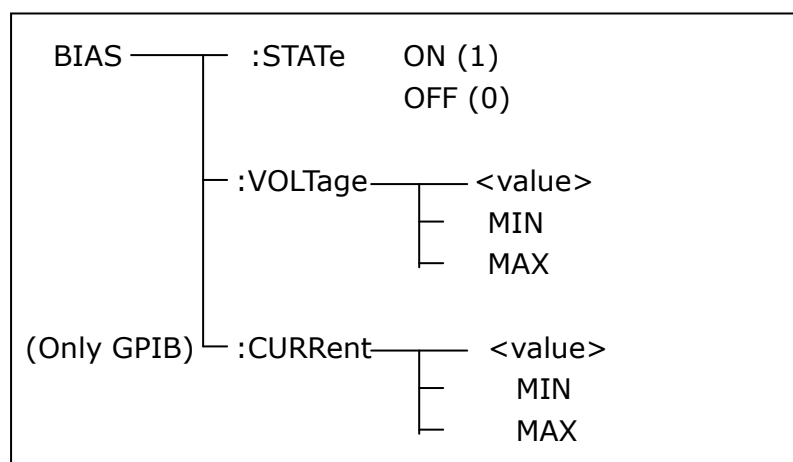 BIAS :STATe ON (1)
OFF (0)
:VOLTage <value>
MIN
MAX
(Only GPIB) :CURRent <value>
MIN
MAX